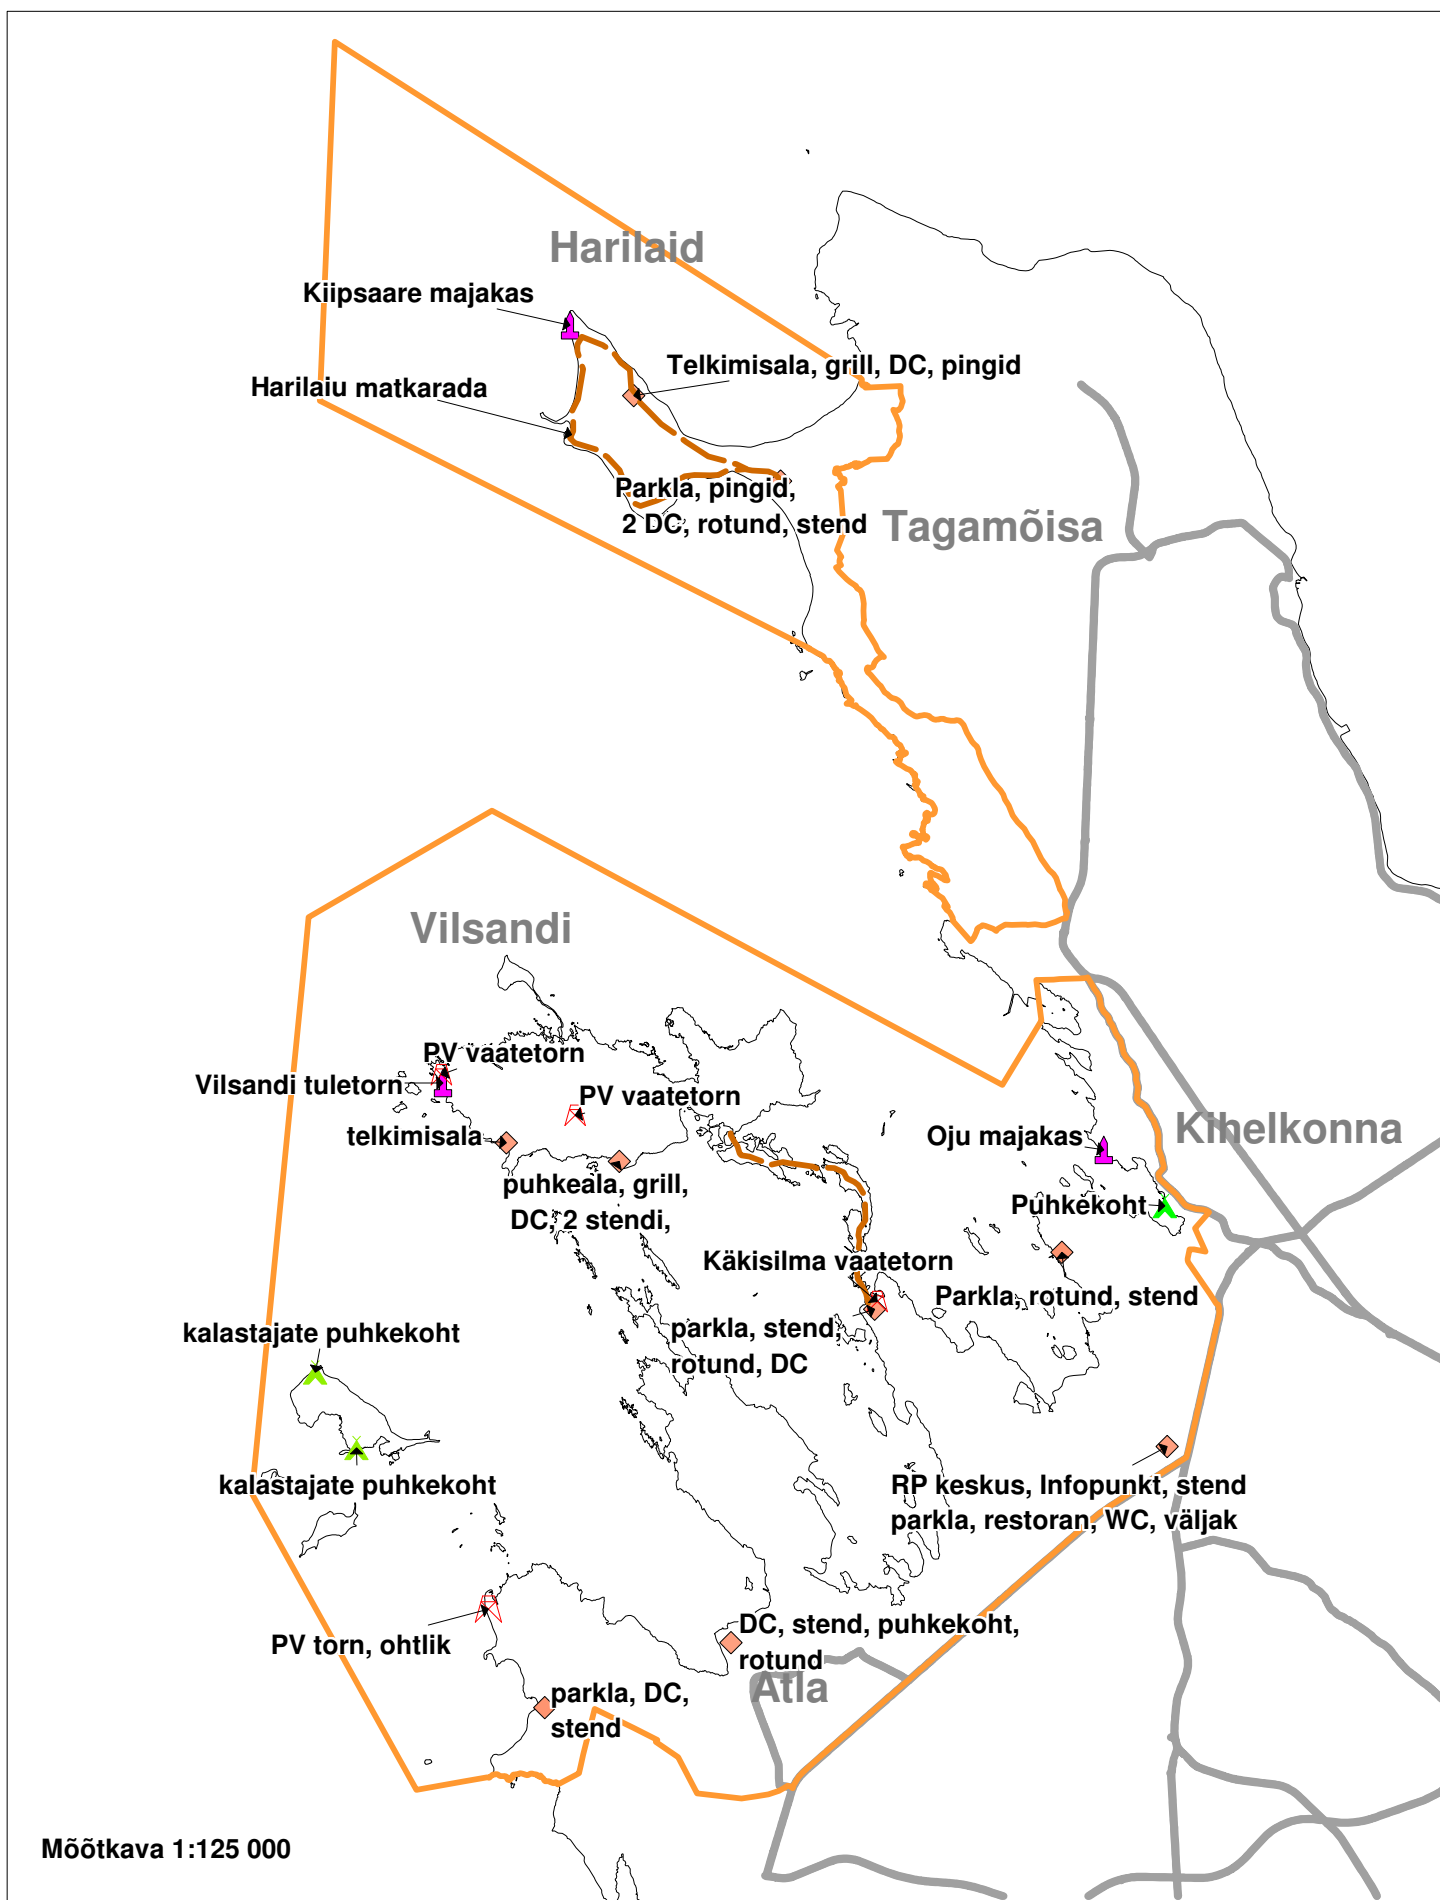 Harilaid
Kiipsaare majakas
Telkimisala, grill, DC, pingid
Harilaiu matkarada
Parkla, pingid,
2 DC, rotund, stend
Tagamõisa
Vilsandi
PV vaatetorn
Vilsandi tuletorn
PV vaatetorn
telkimisala
Oju majakas
Kihelkonna
puhkeala, grill,
DC, 2 stendi,
Puhkekoht
Käkisilma vaatetorn
Parkla, rotund, stend
parkla, stend,
rotund, DC
kalastajate puhkekoht
kalastajate puhkekoht
RP keskus, Infopunkt, stend
parkla, restoran, WC, väljak
PV torn, ohtlik
DC, stend, puhkekoht,
rotund
Atla
parkla, DC,
stend
Mõõtkava 1:125 000